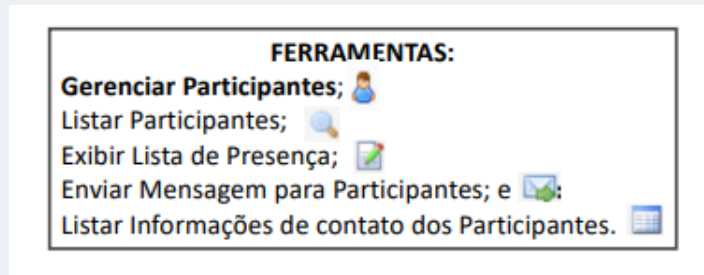 FERRAMENTAS:
Gerenciar Participantes;
Listar Participantes;
Exibir Lista de Presença;
Enviar Mensagem para Participantes; e :
Listar Informações de contato dos Participantes.